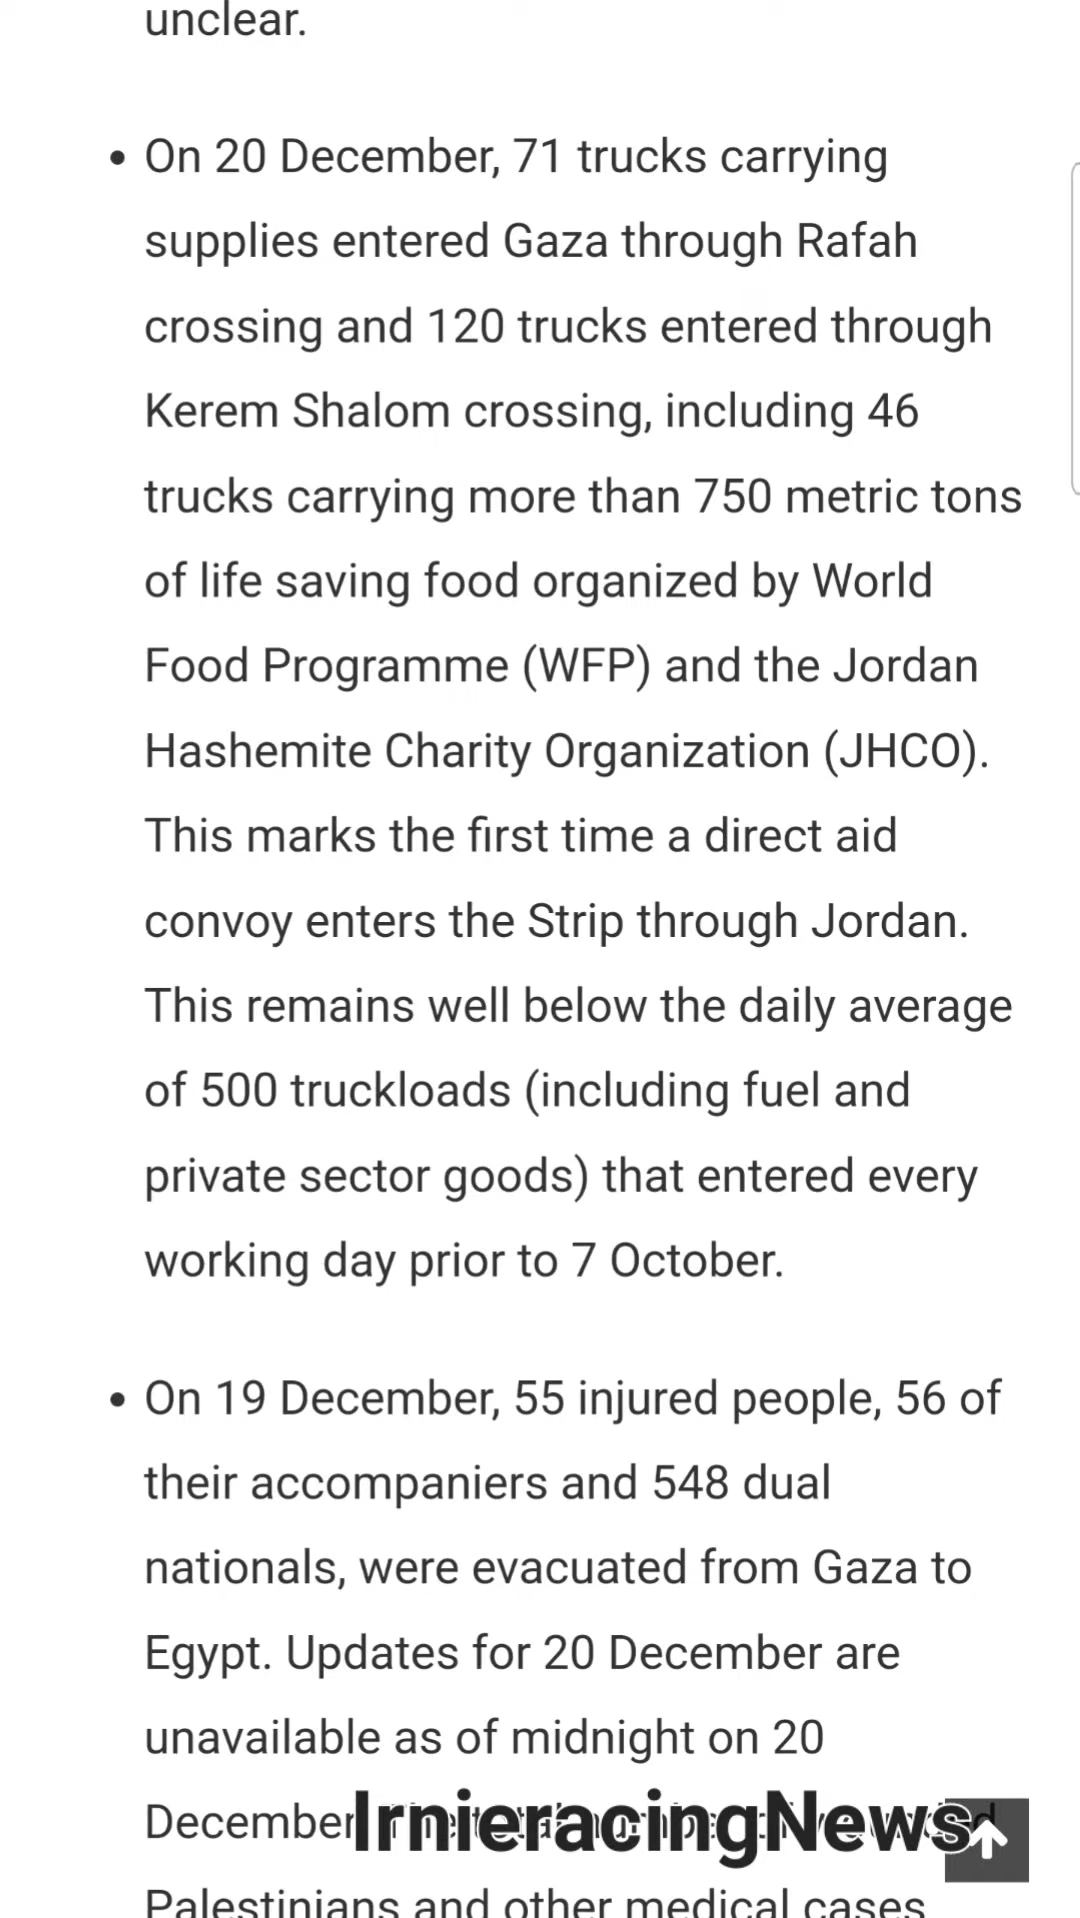 unclear.
• On 20 December, 71 trucks carrying
supplies entered Gaza through Rafah
crossing and 120 trucks entered through
Kerem Shalom crossing, including 46
trucks carrying more than 750 metric tons
of life saving food organized by World
Food Programme (WFP) and the Jordan
Hashemite Charity Organization (JHCO).
This marks the first time a direct aid
convoy enters the Strip through Jordan.
This remains well below the daily average
of 500 truckloads (including fuel and
private sector goods) that entered every
working day prior to 7 October.
• On 19 December, 55 injured people, 56 of
their accompaniers and 548 dual
nationals, were evacuated from Gaza to
Egypt. Updates for 20 December are
unavailable as of midnight on 20
December
IrnieracingNews
Palestinians and other medical cases